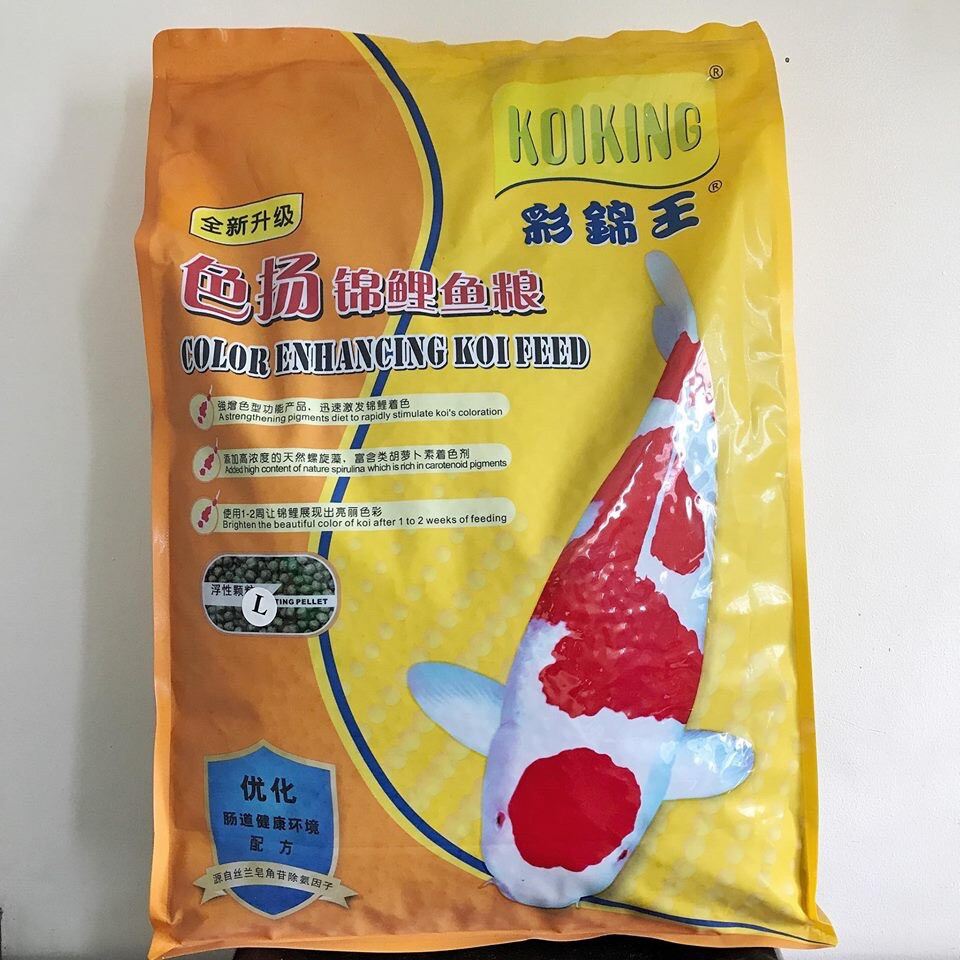 KOIKING®
彩錦王®
全新升级
色扬 锦鲤鱼粮
COLOR ENHANCING KOI FEED
强增色型功能产品，迅速激发锦鲤着色
A strengthening pigments diet to rapidly stimulate koi's coloration
添加高浓度的天然螺旋藻，富含类胡萝卜素着色剂
Added high content of nature spirulina which is rich in carotenoid pigments
使用1-2周让锦鲤展现出亮丽色彩
Brighten the beautiful color of koi after 1 to 2 weeks of feeding
浮性颗粒
TING PELLET
L
优化
肠道健康环境
配方
源自丝兰皂角苷除氨因子